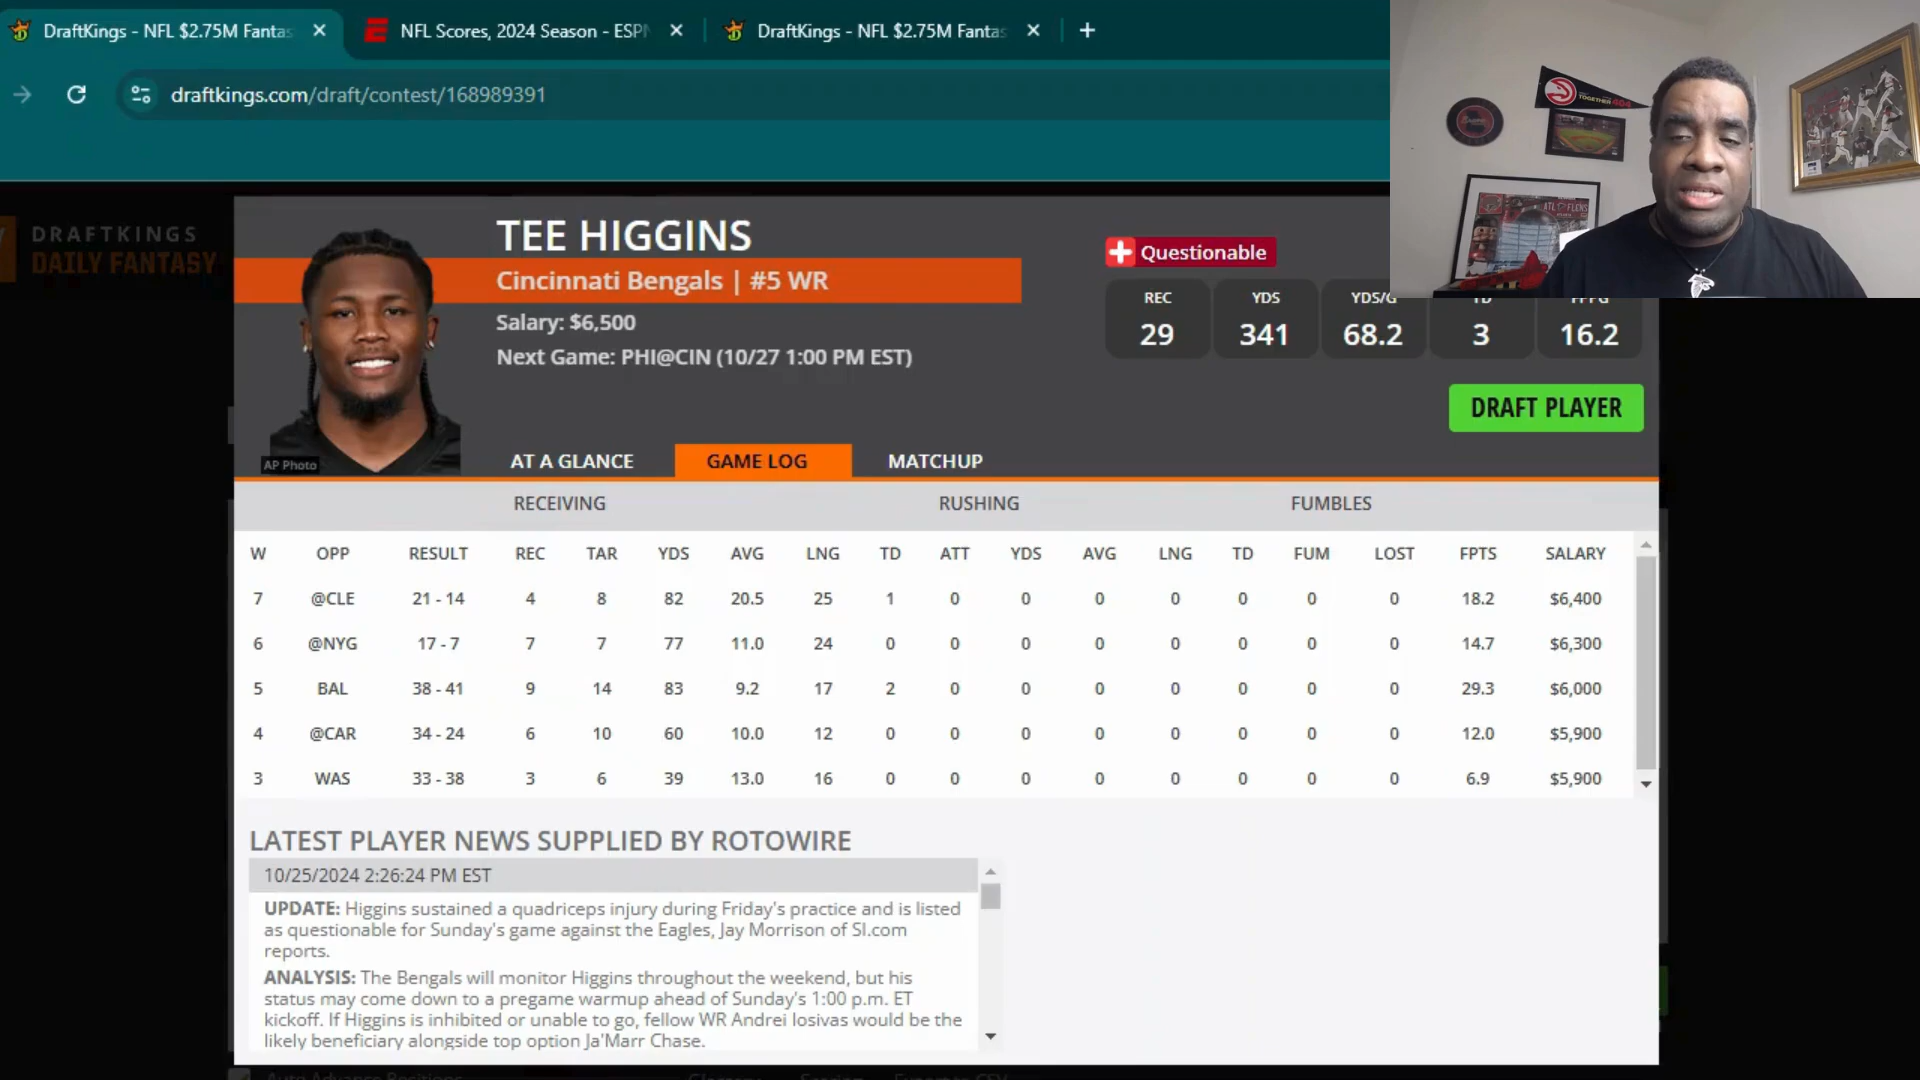 DraftKings - NFL $2.75M Fantas
NFL Scores, 2024 Season - ESPN
DraftKings - NFL $2.75M Fantas
draftkings.com/draft/contest/168989391
TOGETHER 404
DRAFTKINGS
DAILY FANTASY
TEE HIGGINS
Cincinnati Bengals | #5 WR
Salary: $6,500
Next Game: PHI@CIN (10/27 1:00 PM EST)
AP Photo
Questionable
REC YDS YDS/G TD FPPG
29 341 68.2 3 16.2
DRAFT PLAYER
AT A GLANCE GAME LOG MATCHUP
RECEIVING RUSHING FUMBLES
W OPP RESULT REC TAR YDS AVG LNG TD ATT YDS AVG LNG TD FUM LOST FPTS SALARY
7 @CLE 21 - 14 4 8 82 20.5 25 1 0 0 0 0 0 0 0 18.2 $6,400
6 @NYG 17 - 7 7 7 77 11.0 24 0 0 0 0 0 0 0 0 14.7 $6,300
5 BAL 38 - 41 9 14 83 9.2 17 2 0 0 0 0 0 0 0 29.3 $6,000
4 @CAR 34 - 24 6 10 60 10.0 12 0 0 0 0 0 0 0 0 12.0 $5,900
3 WAS 33 - 38 3 6 39 13.0 16 0 0 0 0 0 0 0 0 6.9 $5,900
LATEST PLAYER NEWS SUPPLIED BY ROTOWIRE
10/25/2024 2:26:24 PM EST
UPDATE: Higgins sustained a quadriceps injury during Friday's practice and is listed
as questionable for Sunday's game against the Eagles, Jay Morrison of SI.com
reports.
ANALYSIS: The Bengals will monitor Higgins throughout the weekend, but his
status may come down to a pregame warmup ahead of Sunday's 1:00 p.m. ET
kickoff. If Higgins is inhibited or unable to go, fellow WR Andrei Iosivas would be the
likely beneficiary alongside top option Ja'Marr Chase.